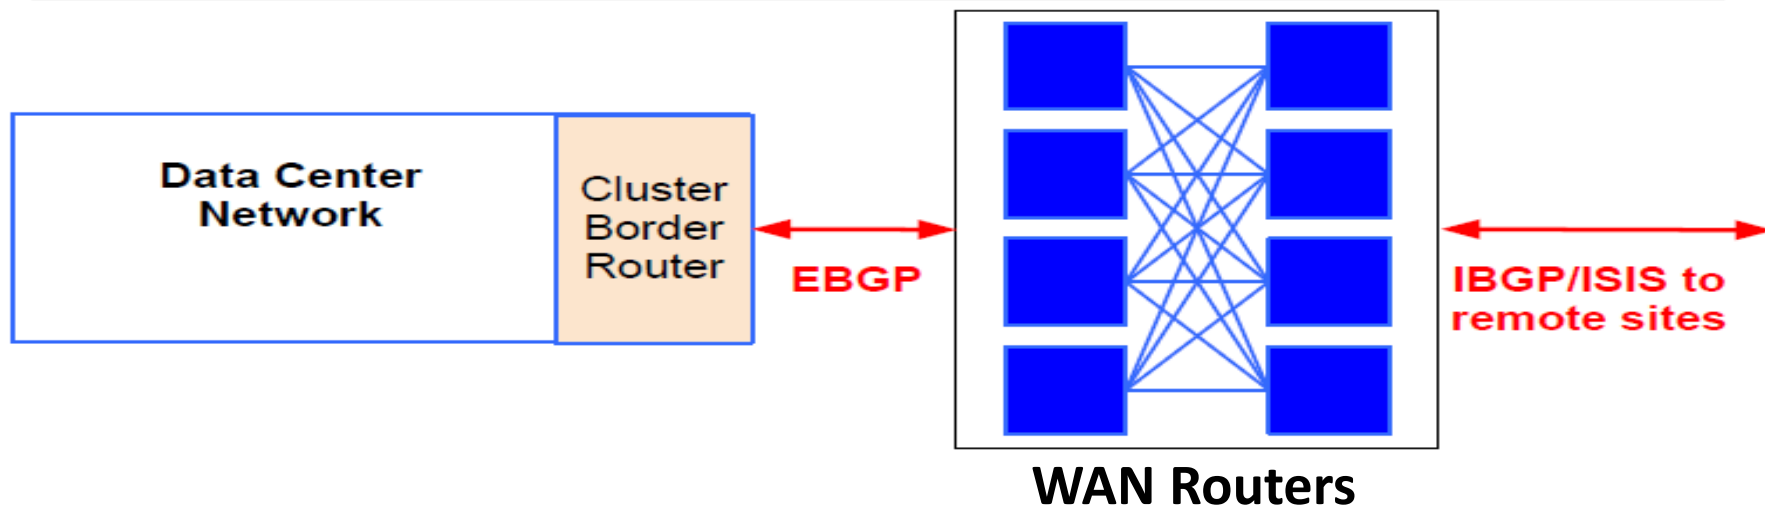 Data Center
Network
Cluster
Border
Router
EBGP
IBGP/ISIS to
remote sites
WAN Routers